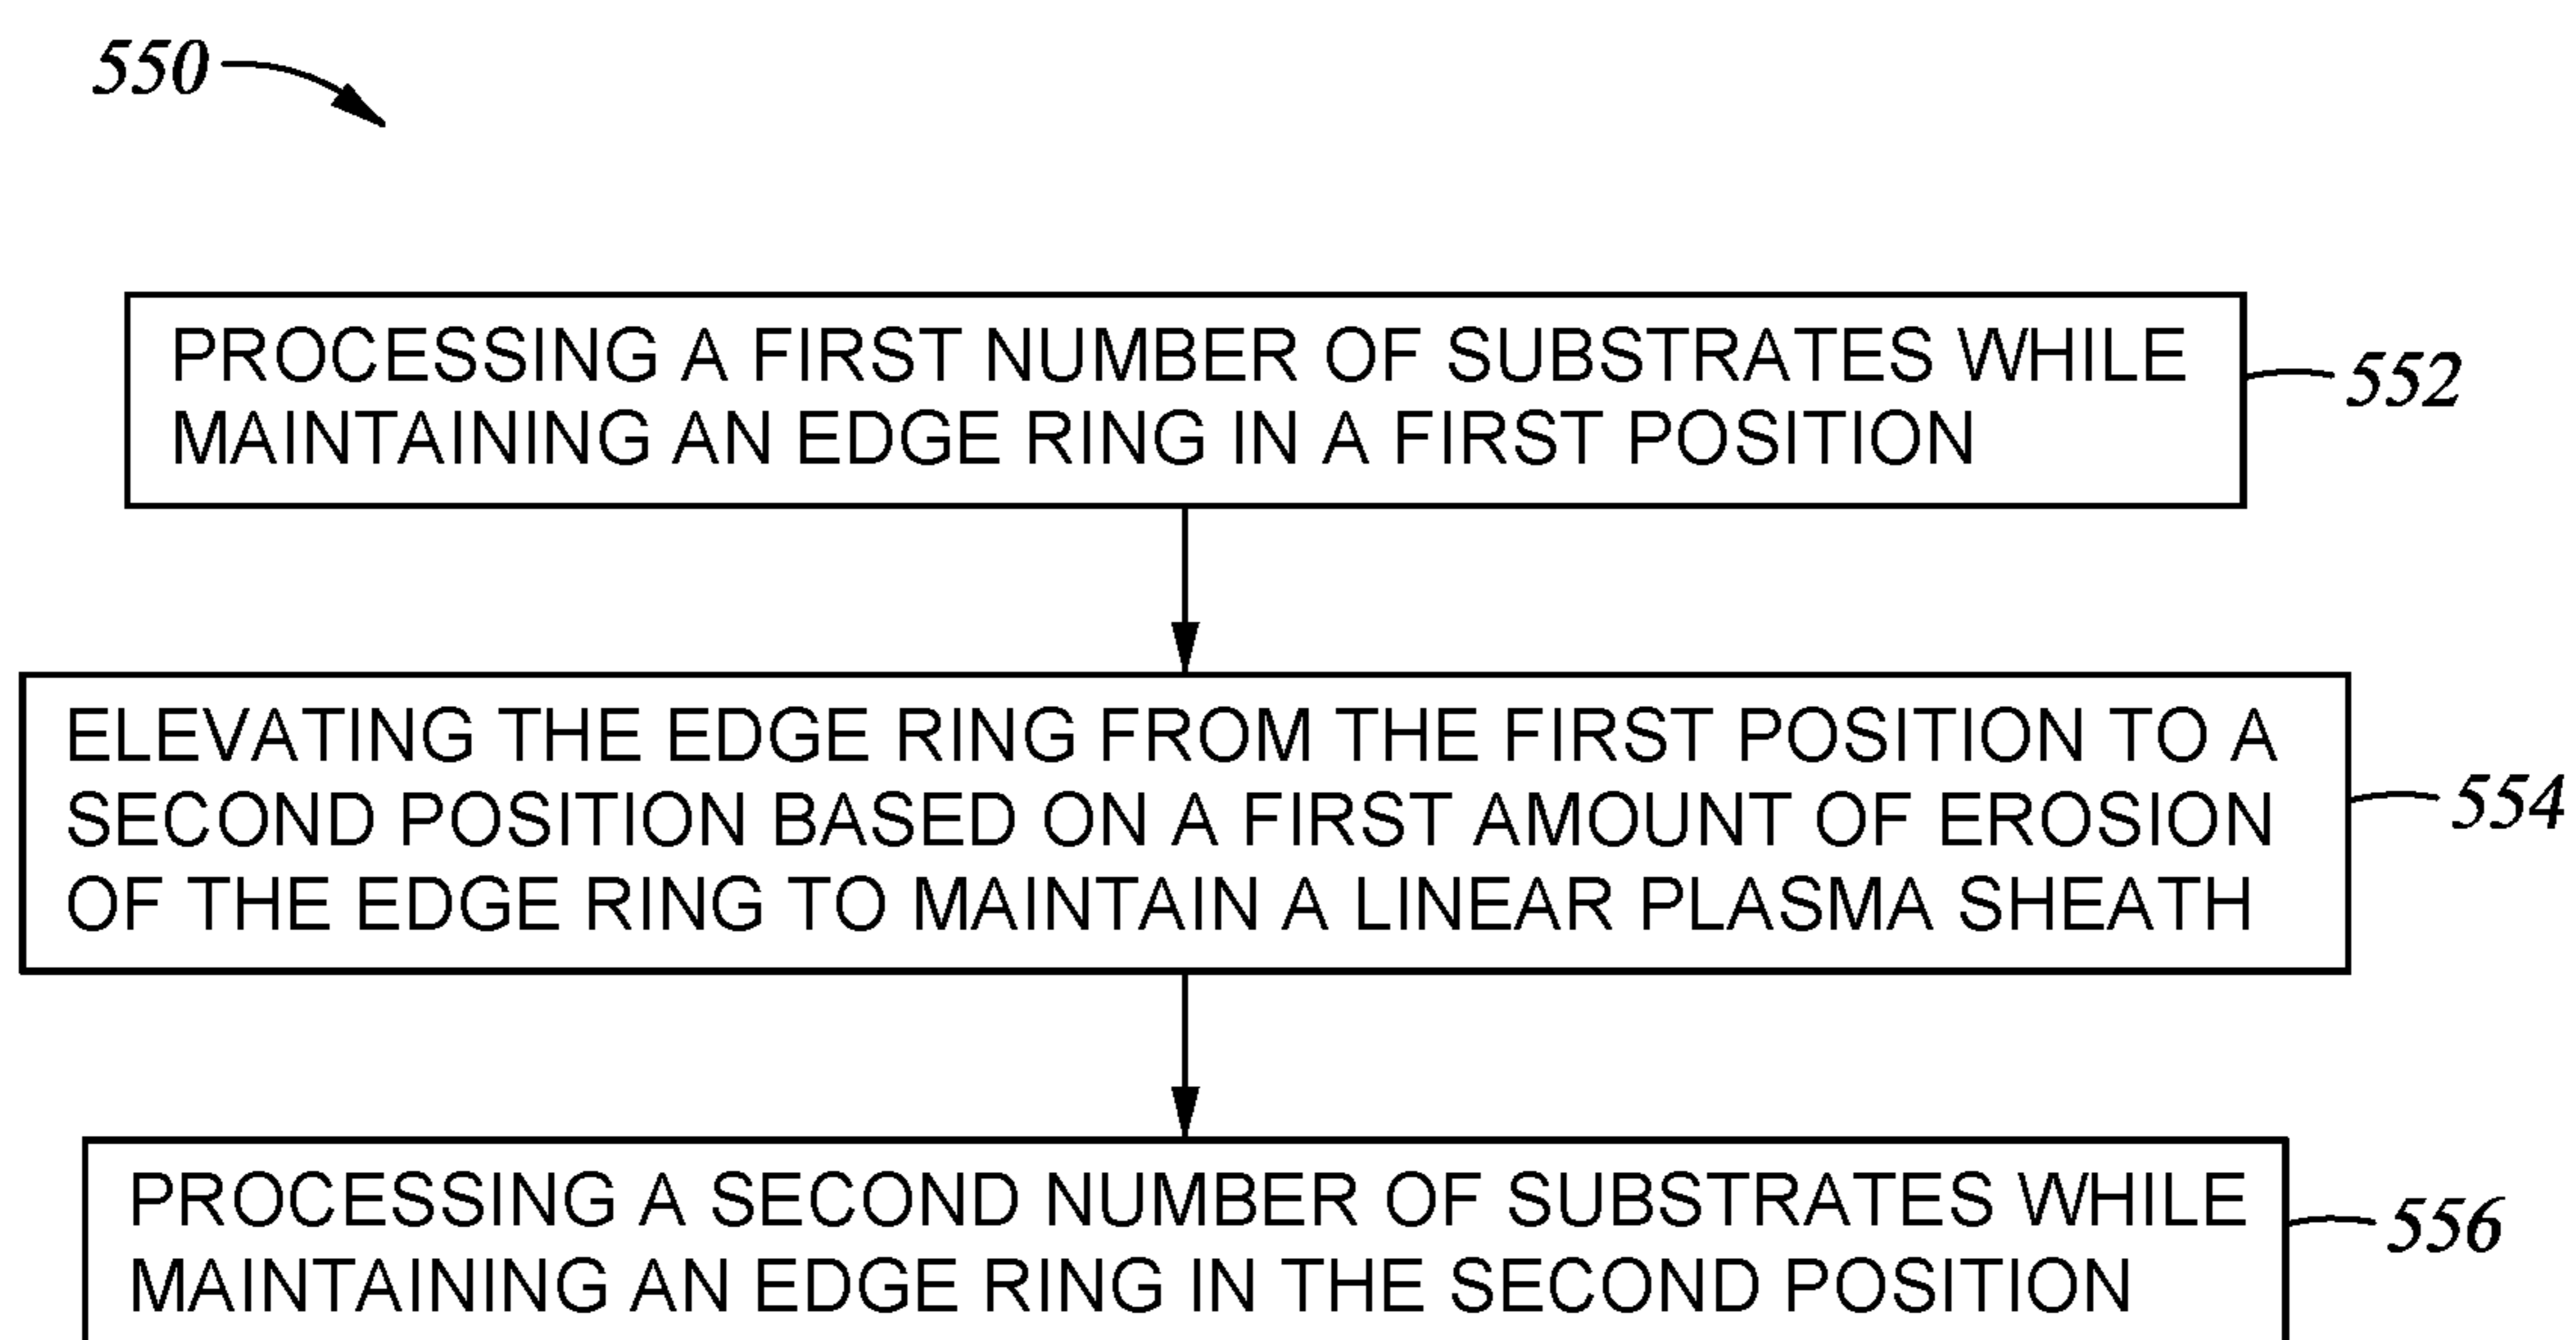 550
PROCESSING A FIRST NUMBER OF SUBSTRATES WHILE
MAINTAINING AN EDGE RING IN A FIRST POSITION
552
ELEVATING THE EDGE RING FROM THE FIRST POSITION TO A
SECOND POSITION BASED ON A FIRST AMOUNT OF EROSION
OF THE EDGE RING TO MAINTAIN A LINEAR PLASMA SHEATH
554
PROCESSING A SECOND NUMBER OF SUBSTRATES WHILE
MAINTAINING AN EDGE RING IN THE SECOND POSITION
556